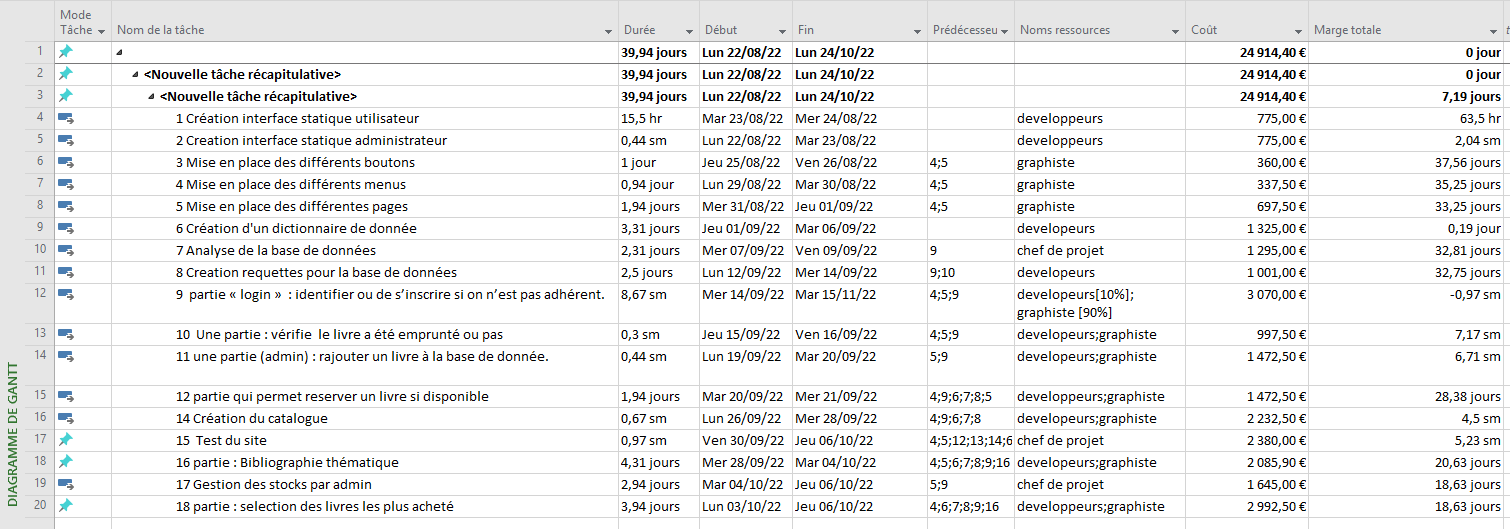 Mode Tâche Nom de la tâche Durée Début Fin Prédécesseu Noms ressources Coût Marge totale
1 39,94 jours Lun 22/08/22 Lun 24/10/22 24 914,40 € 0 jour
2 <Nouvelle tâche récapitulative> 39,94 jours Lun 22/08/22 Lun 24/10/22 24 914,40 € 0 jour
3 <Nouvelle tâche récapitulative> 39,94 jours Lun 22/08/22 Lun 24/10/22 24 914,40 € 7,19 jours
4 1 Création interface statique utilisateur 15,5 hr Mar 23/08/22 Mer 24/08/22 developpeurs 775,00 € 63,5 hr
5 2 Création interface statique administrateur 0,44 sm Lun 22/08/22 Mar 23/08/22 developpeurs 775,00 € 2,04 sm
6 3 Mise en place des différents boutons 1 jour Jeu 25/08/22 Ven 26/08/22 4;5 graphiste 360,00 € 37,56 jours
7 4 Mise en place des différents menus 0,94 jour Lun 29/08/22 Mar 30/08/22 4;5 graphiste 337,50 € 35,25 jours
8 5 Mise en place des différentes pages 1,94 jours Mer 31/08/22 Jeu 01/09/22 4;5 graphiste 697,50 € 33,25 jours
9 6 Création d'un dictionnaire de donnée 3,31 jours Jeu 01/09/22 Mar 06/09/22 developeurs 1 325,00 € 0,19 jour
10 7 Analyse de la base de données 2,31 jours Mer 07/09/22 Ven 09/09/22 9 chef de projet 1 295,00 € 32,81 jours
11 8 Creation requettes pour la base de données 2,5 jours Lun 12/09/22 Mer 14/09/22 9;10 developeurs 1 001,00 € 32,75 jours
12 9 partie « login » : identifier ou de s’inscrire si on n’est pas adhérent. 8,67 sm Mer 14/09/22 Mar 15/11/22 4;5;9 developeurs[10%]; 3 070,00 € -0,97 sm
graphiste [90%]
13 10 Une partie : vérifie le livre a été emprunté ou pas 0,3 sm Jeu 15/09/22 Ven 16/09/22 4;5;9 developeurs;graphiste 997,50 € 7,17 sm
14 11 une partie (admin) : rajouter un livre à la base de donnée. 0,44 sm Lun 19/09/22 Mar 20/09/22 5;9 developeurs;graphiste 1 472,50 € 6,71 sm
15 12 partie qui permet reserver un livre si disponible 1,94 jours Mar 20/09/22 Mer 21/09/22 4;9;6;7;8;5 developpeurs;graphiste 1 472,50 € 28,38 jours
16 14 Création du catalogue 0,67 sm Lun 26/09/22 Mer 28/09/22 4;9;6;7;8 developpeurs;graphiste 2 232,50 € 4,5 sm
17 15 Test du site 0,97 sm Ven 30/09/22 Jeu 06/10/22 4;5;12;13;14;6 chef de projet 2 380,00 € 5,23 sm
18 16 partie : Bibliographie thématique 4,31 jours Mer 28/09/22 Mar 04/10/22 4;5;6;7;8;9;16 developeurs;graphiste 2 085,90 € 20,63 jours
19 17 Gestion des stocks par admin 2,94 jours Mar 04/10/22 Jeu 06/10/22 5;9 chef de projet 1 645,00 € 18,63 jours
20 18 partie : selection des livres les plus acheté 3,94 jours Lun 03/10/22 Jeu 06/10/22 4;6;7;8;9;16 developpeurs;graphiste 2 992,50 € 18,63 jours
DIAGRAMME DE GANTT